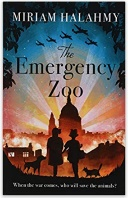 MIRIAM HALAHMY
The
Emergency
Zoo
When the war comes, who will save the animals?